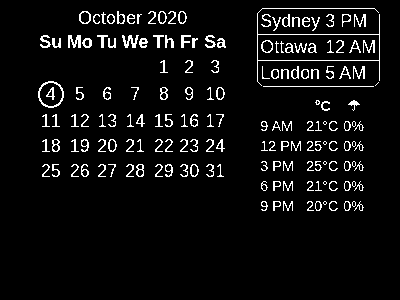 October 2020
Su Mo Tu We Th Fr Sa
1 2 3
4 5 6 7 8 9 10
11 12 13 14 15 16 17
18 19 20 21 22 23 24
25 26 27 28 29 30 31
Sydney 3 PM
Ottawa 12 AM
London 5 AM
°C ☂
9 AM 21°C 0%
12 PM 25°C 0%
3 PM 25°C 0%
6 PM 21°C 0%
9 PM 20°C 0%